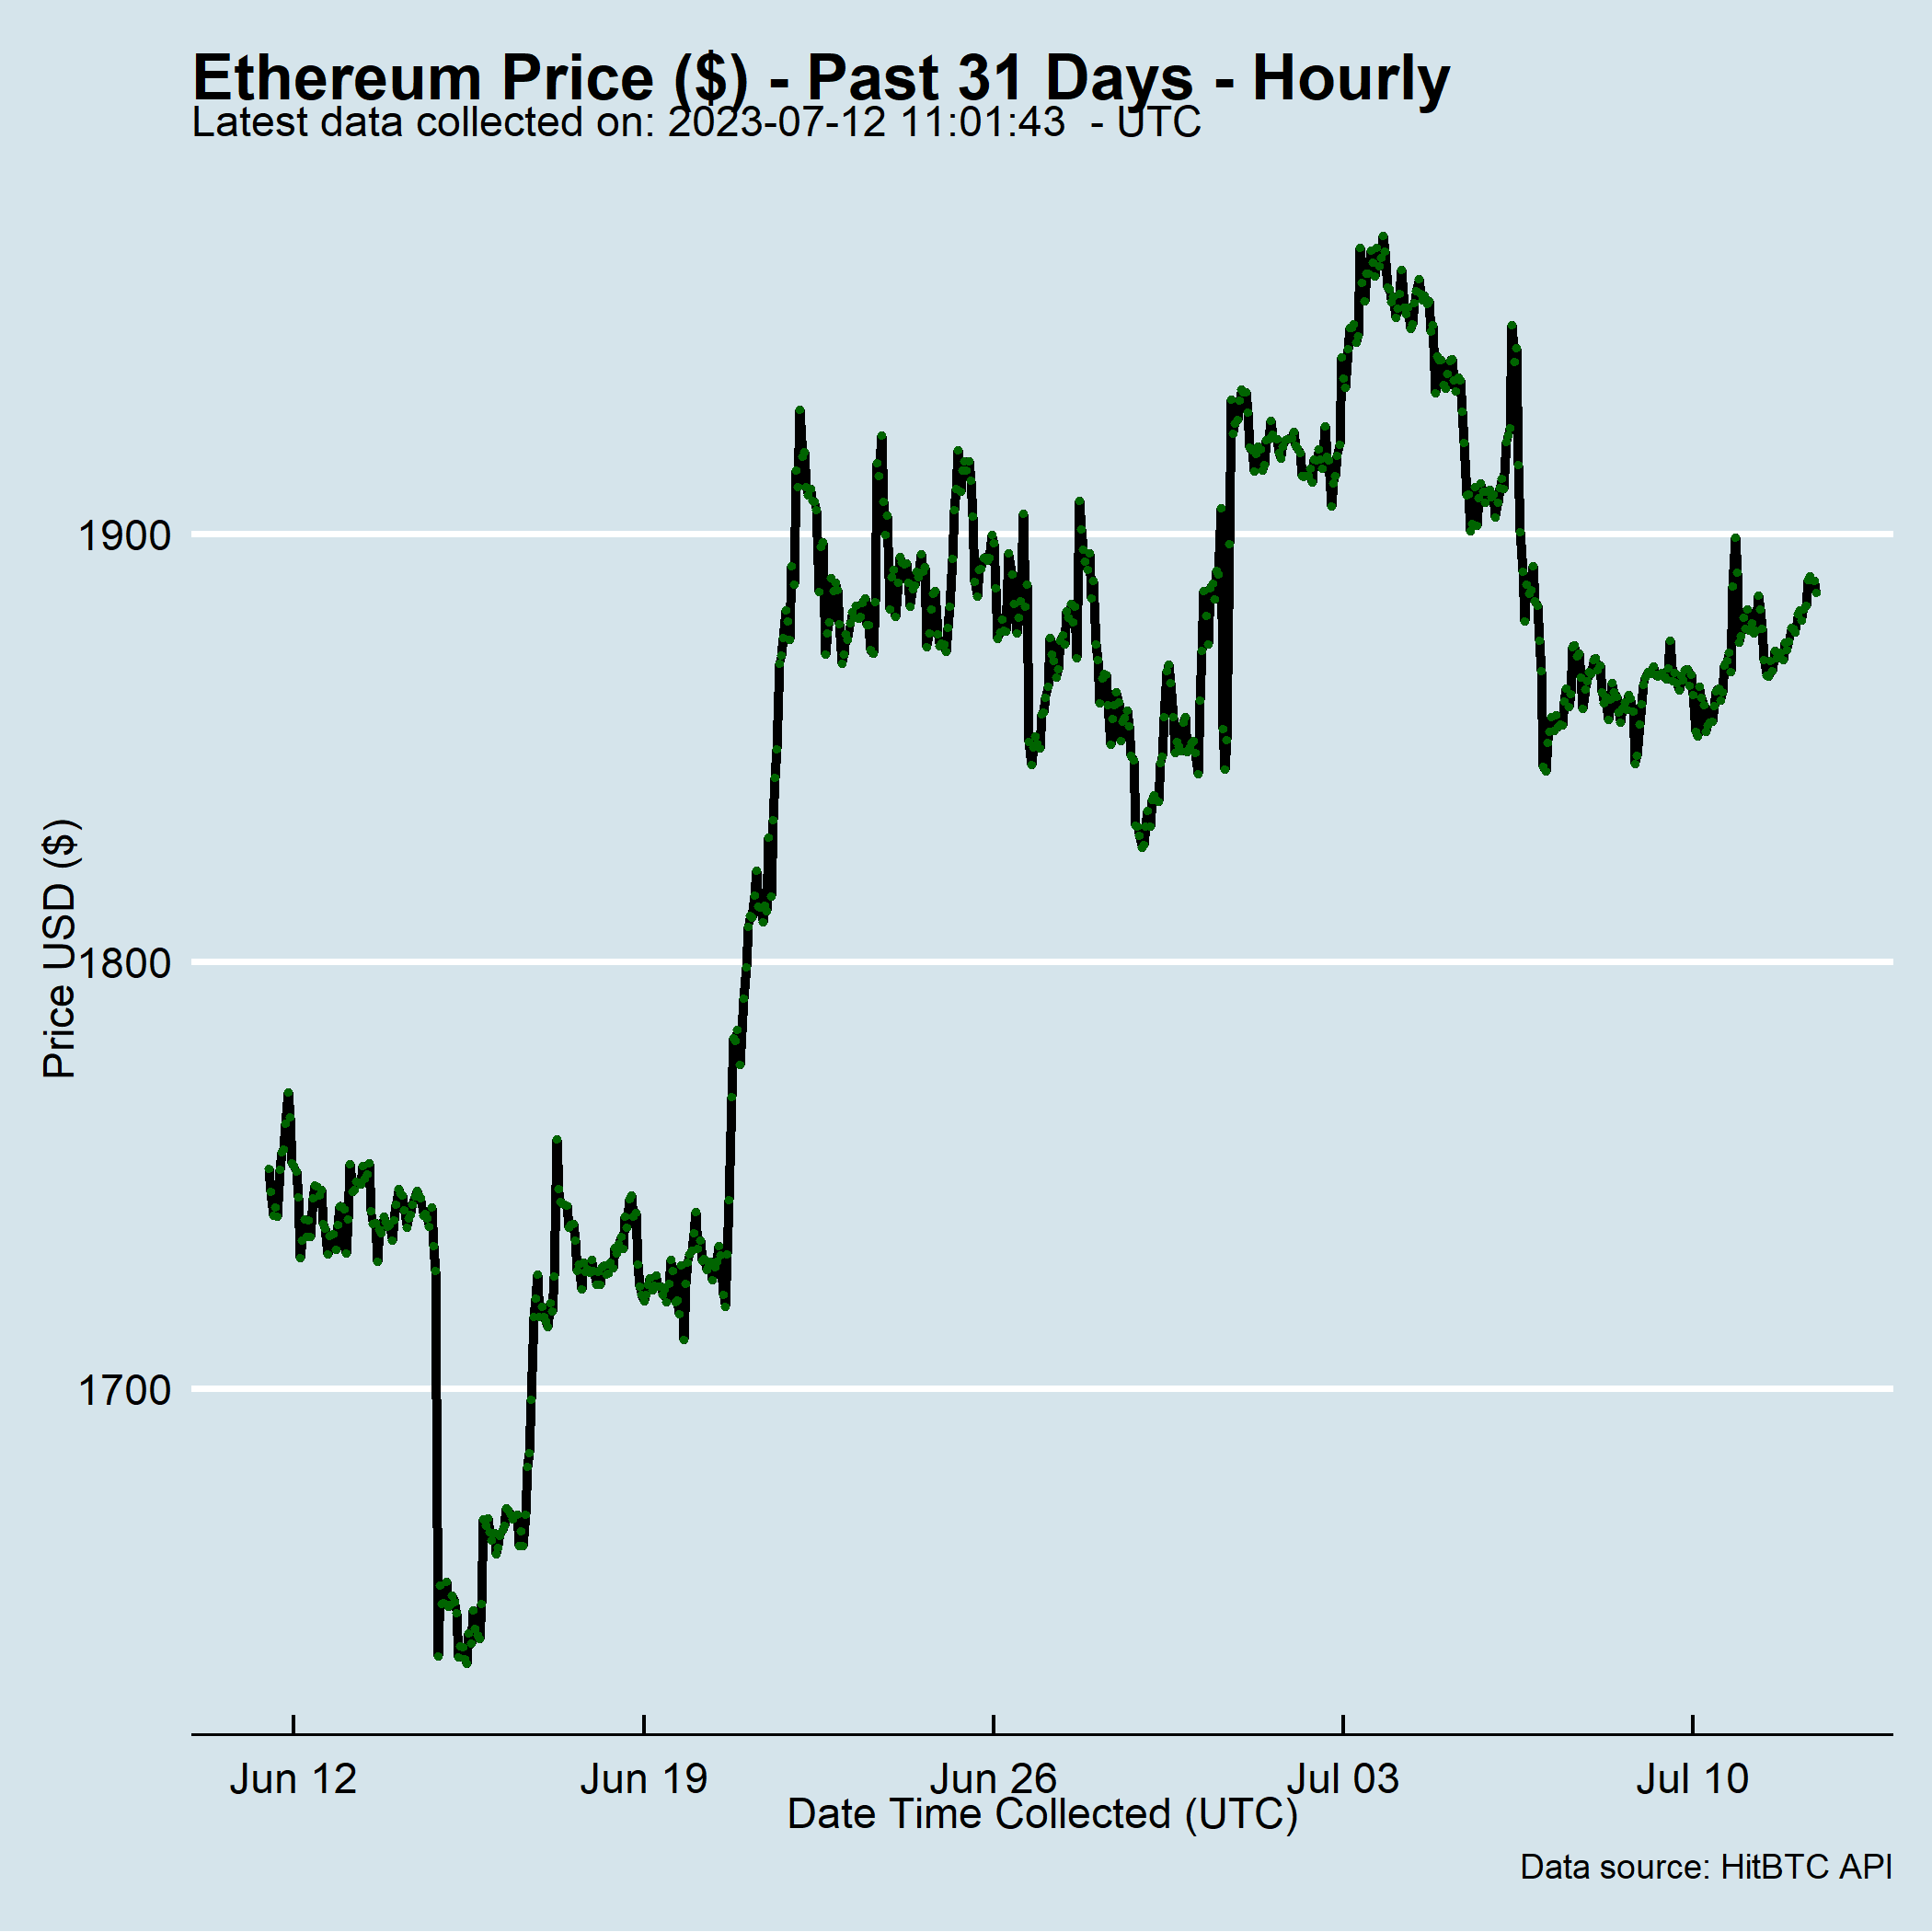 Ethereum Price ($) - Past 31 Days - Hourly
Latest data collected on: 2023-07-12 11:01:43  - UTC
Price USD ($)
1900
1800
1700
Jun 12
Jun 19
Jun 26
Jul 03
Jul 10
Date Time Collected (UTC)
Data source: HitBTC API